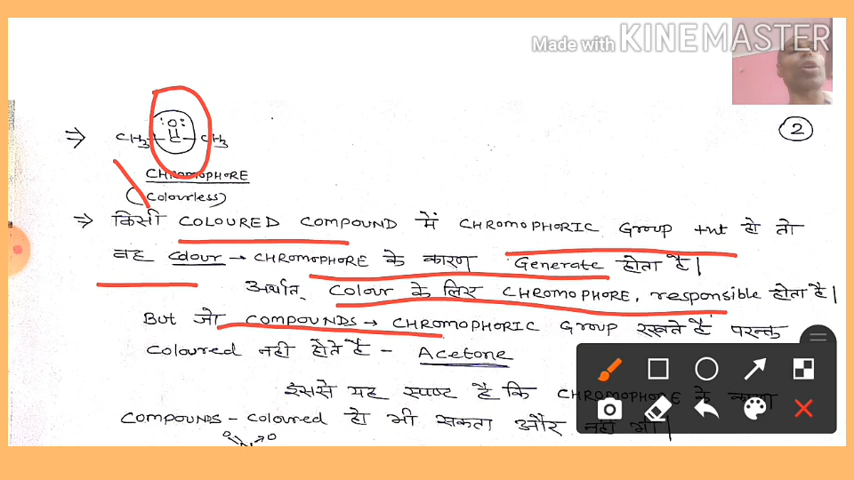 Made with KINEMASTER
2
⇒ CH3-C-CH3
:O:
CHROMOPHORE
(Colourless)
⇒ किसी COLOURED COMPOUND में CHROMOPHORIC Group +nt हो तो
वह Colour → CHROMOPHORE के कारण Generate होता है|
अर्थात् Colour के लिए CHROMOPHORE, responsible होता है|
But जो COMPOUNDS → CHROMOPHORIC Group रखते हैं परन्तु
Coloured नहीं होते है - Acetone
इससे यह स्पष्ट है कि CHROMOPHORE के
COMPOUNDS - Coloured हो भी सकता और नहीं भी|